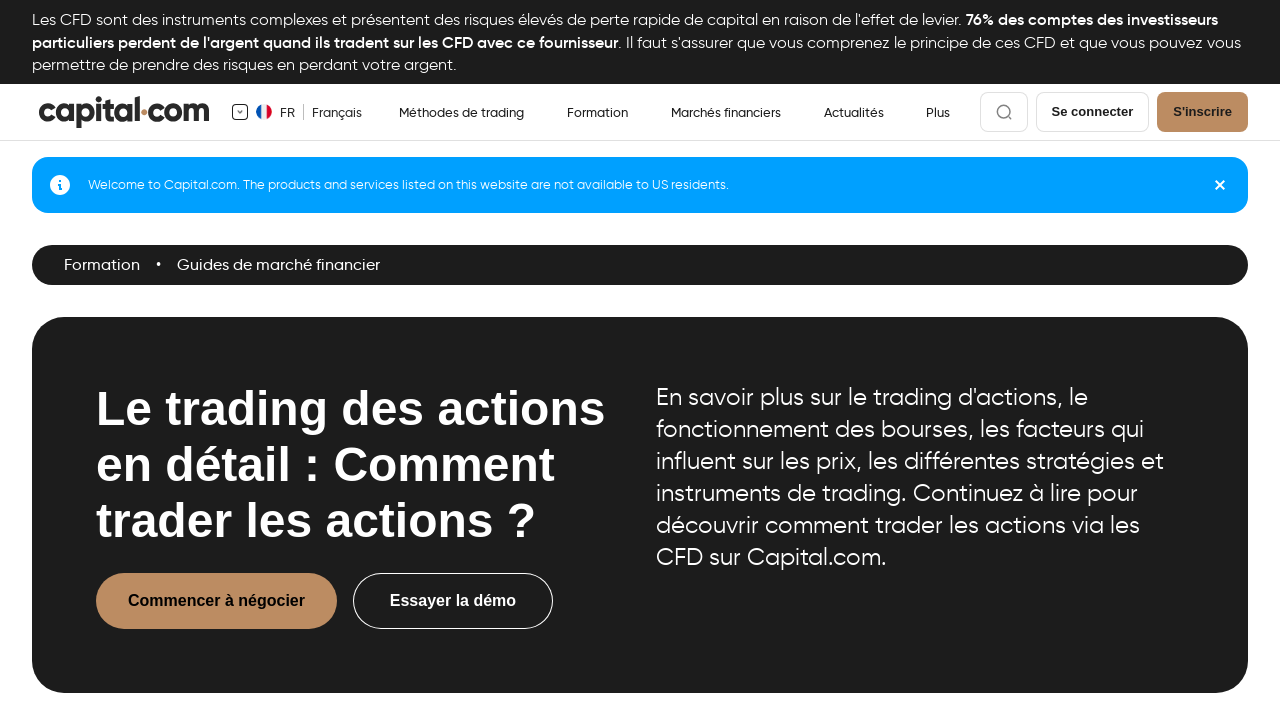 Les CFD sont des instruments complexes et présentent des risques élevés de perte rapide de capital en raison de l'effet de levier. 76% des comptes des investisseurs
particuliers perdent de l'argent quand ils tradent sur les CFD avec ce fournisseur. Il faut s'assurer que vous comprenez le principe de ces CFD et que vous pouvez vous
permettre de prendre des risques en perdant votre argent.
capital.com FR Français Méthodes de trading Formation Marchés financiers Actualités Plus Se connecter S'inscrire
Welcome to Capital.com. The products and services listed on this website are not available to US residents.
Formation • Guides de marché financier
Le trading des actions
en détail : Comment
trader les actions ?
En savoir plus sur le trading d'actions, le
fonctionnement des bourses, les facteurs qui
influent sur les prix, les différentes stratégies et
instruments de trading. Continuez à lire pour
découvrir comment trader les actions via les
CFD sur Capital.com.
Commencer à négocier Essayer la démo